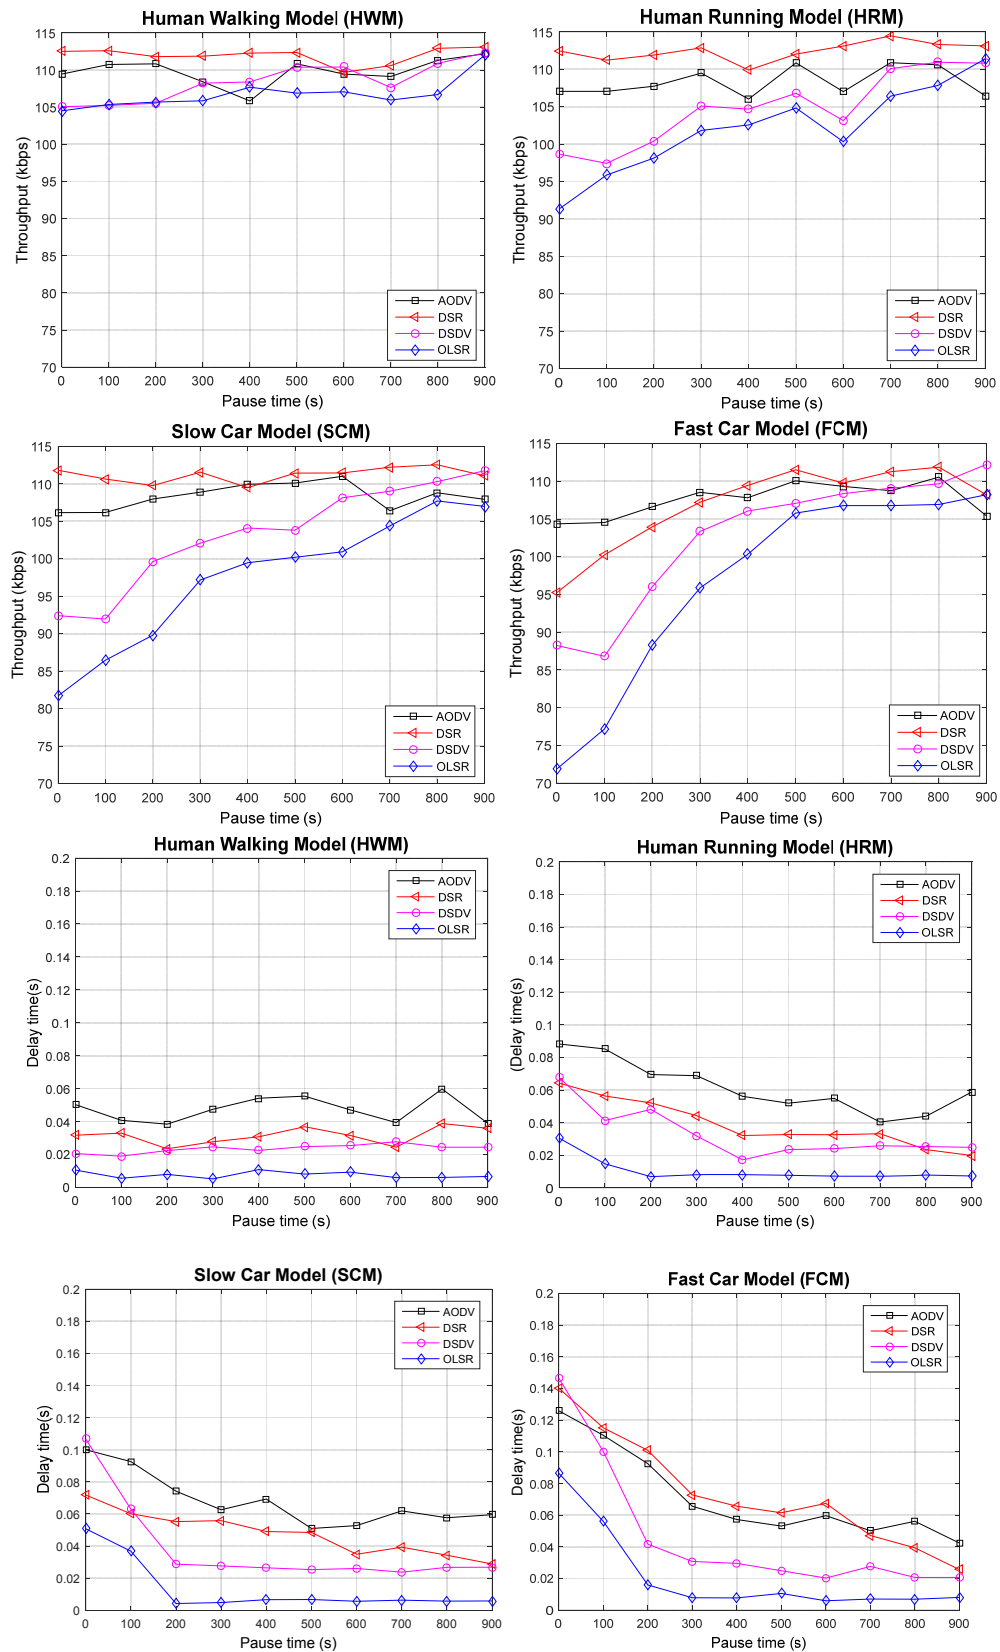 Human Walking Model (HWM)
115
110
105
100
95
90
85
80
75
70
Throughput (kbps)
AODV
DSR
DSDV
OLSR
0 100 200 300 400 500 600 700 800 900
Pause time (s)
Human Running Model (HRM)
115
110
105
100
95
90
85
80
75
70
Throughput (kbps)
AODV
DSR
DSDV
OLSR
0 100 200 300 400 500 600 700 800 900
Pause time (s)
Slow Car Model (SCM)
115
110
105
100
95
90
85
80
75
70
Throughput (kbps)
AODV
DSR
DSDV
OLSR
0 100 200 300 400 500 600 700 800 900
Pause time (s)
Fast Car Model (FCM)
115
110
105
100
95
90
85
80
75
70
Throughput (kbps)
AODV
DSR
DSDV
OLSR
0 100 200 300 400 500 600 700 800 900
Pause time (s)
Human Walking Model (HWM)
0.2
0.18
0.16
0.14
0.12
0.1
0.08
0.06
0.04
0.02
0
Delay time(s)
AODV
DSR
DSDV
OLSR
0 100 200 300 400 500 600 700 800 900
Pause time (s)
Human Running Model (HRM)
0.2
0.18
0.16
0.14
0.12
0.1
0.08
0.06
0.04
0.02
0
(Delay time(s)
AODV
DSR
DSDV
OLSR
0 100 200 300 400 500 600 700 800 900
Pause time (s)
Slow Car Model (SCM)
0.2
0.18
0.16
0.14
0.12
0.1
0.08
0.06
0.04
0.02
0
Delay time(s)
AODV
DSR
DSDV
OLSR
0 100 200 300 400 500 600 700 800 900
Pause time (s)
Fast Car Model (FCM)
0.2
0.18
0.16
0.14
0.12
0.1
0.08
0.06
0.04
0.02
0
Delay time(s)
AODV
DSR
DSDV
OLSR
0 100 200 300 400 500 600 700 800 900
Pause time (s)